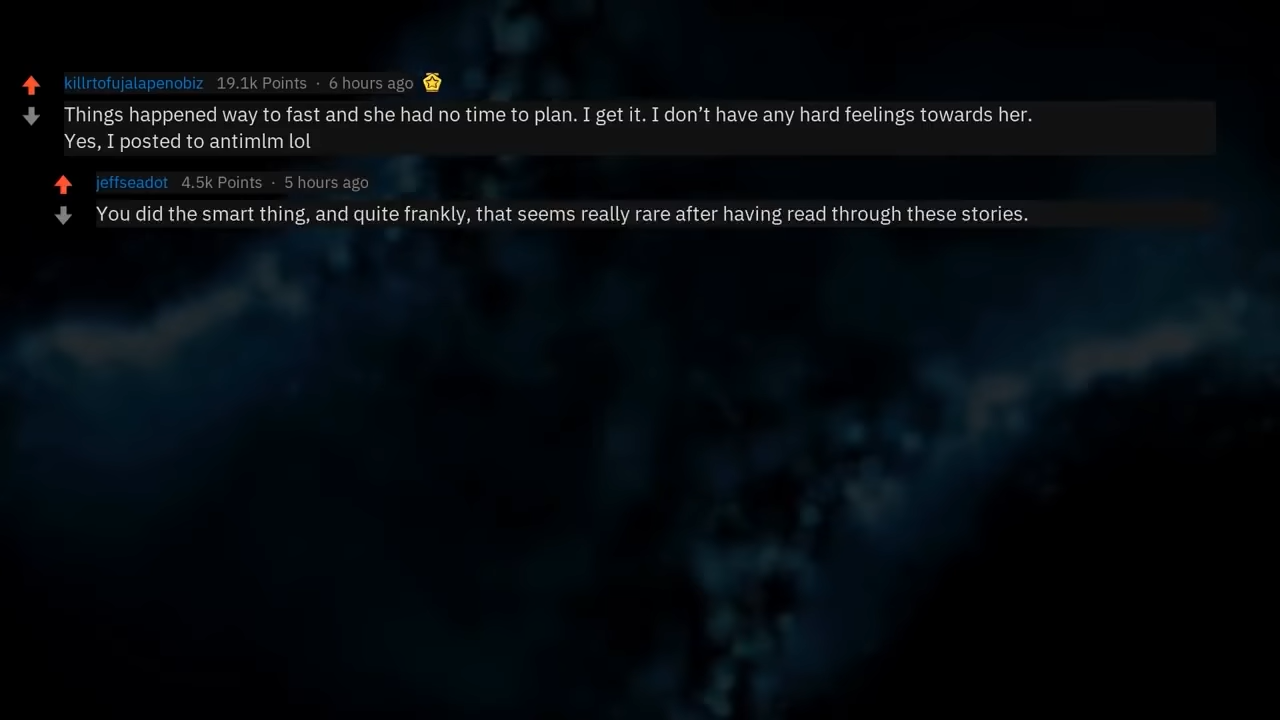 killrtofujalapenobiz 19.1k Points · 6 hours ago
Things happened way to fast and she had no time to plan. I get it. I don’t have any hard feelings towards her.
Yes, I posted to antimlm lol
jeffseadot 4.5k Points · 5 hours ago
You did the smart thing, and quite frankly, that seems really rare after having read through these stories.